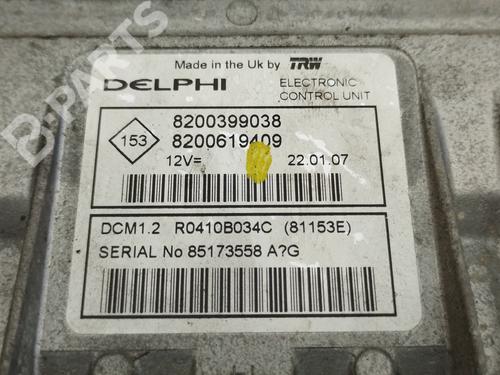 B-PARTS
Made in the Uk by TRW
DELPHI ELECTRONIC CONTROL UNIT
153
8200399038
8200619409
12V= 22.01.07
DCM1.2 R0410B034C (81153E)
SERIAL No 85173558 A?G